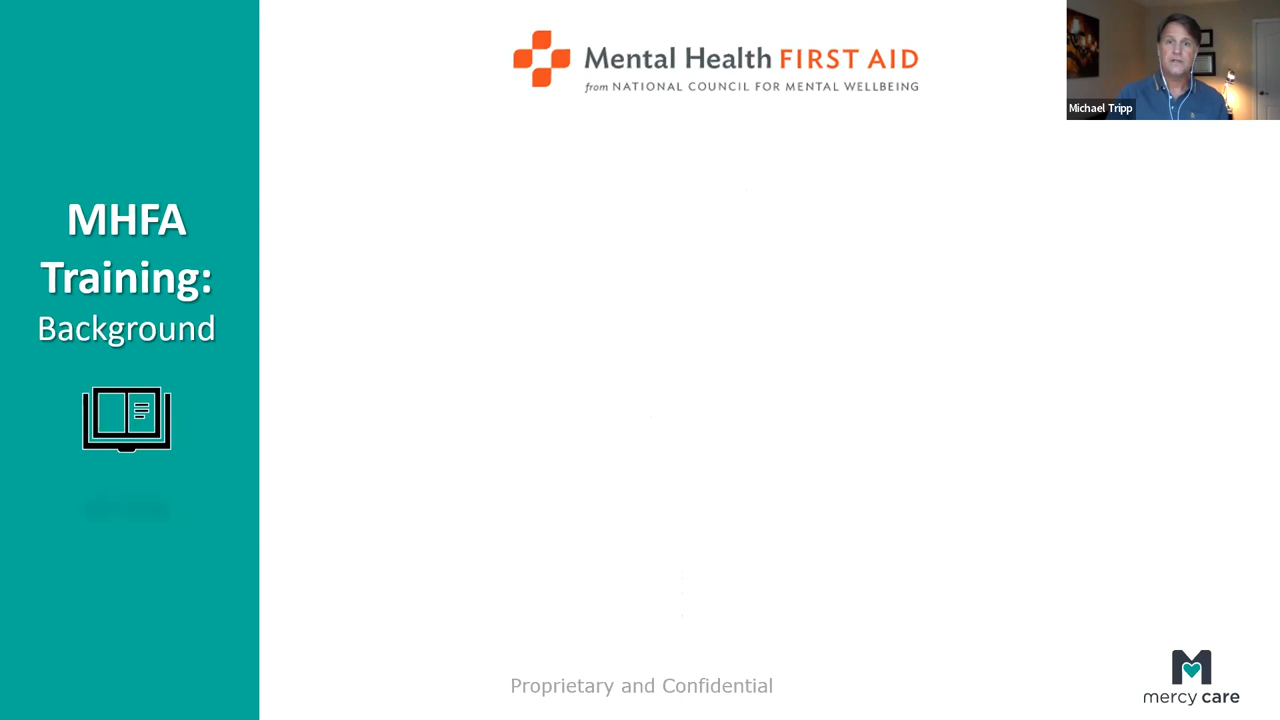 Mental Health FIRST AID
from NATIONAL COUNCIL FOR MENTAL WELLBEING
Michael Tripp
MHFA
Training:
Background
Proprietary and Confidential
M
mercy care